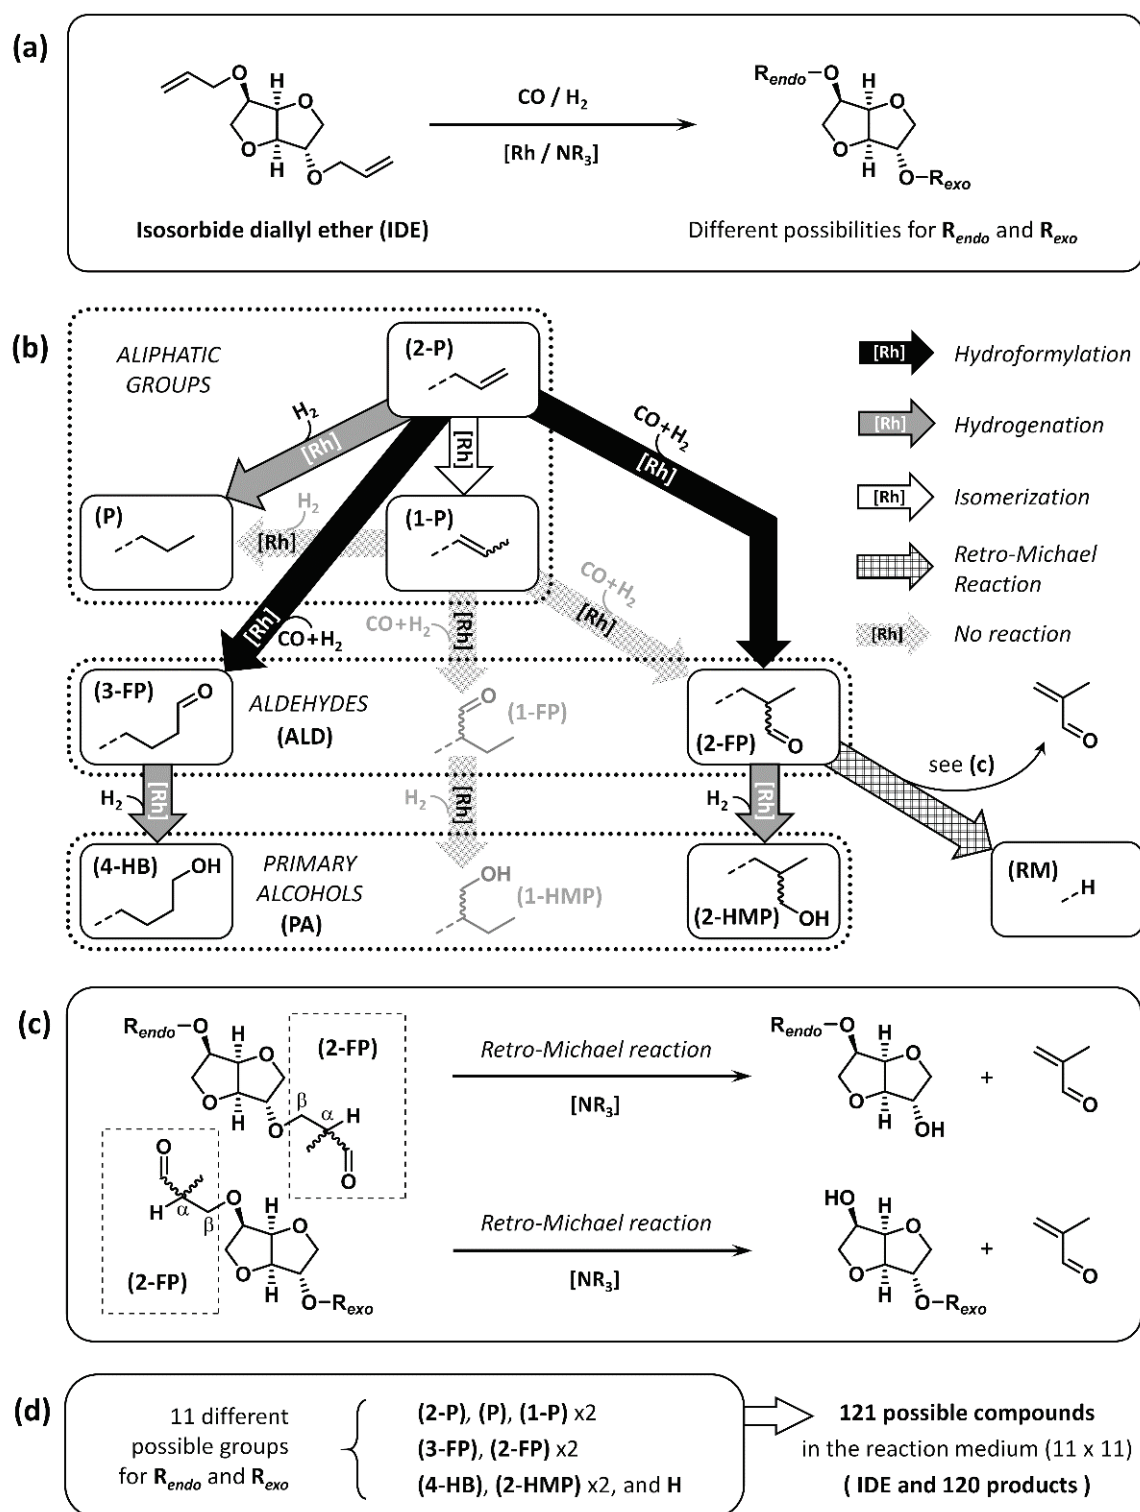 (a)
O
H
O
O
H
O
Isosorbide diallyl ether (IDE)
CO / H2
[Rh / NR3]
Rendo–O
H
O
O
H
O–Rexo
Different possibilities for Rendo and Rexo
(b)
ALIPHATIC
GROUPS
(2-P)
[Rh] Hydroformylation
[Rh] Hydrogenation
[Rh] Isomerization
Retro-Michael
Reaction
[Rh] No reaction
H2
[Rh]
[Rh]
CO+H2
[Rh]
(P)
H2
[Rh]
(1-P)
[Rh]
CO+H2
CO+H2
[Rh]
CO+H2
[Rh]
(3-FP)
O
ALDEHYDES
(ALD)
O
(1-FP)
(2-FP)
O
O
see (c)
H2
[Rh]
H2
[Rh]
H2
[Rh]
(4-HB)
OH
PRIMARY
ALCOHOLS
(PA)
OH
(1-HMP)
(2-HMP)
OH
(RM)
H
(c)
Rendo–O
H
O
O
H
O
(2-FP)
β
α
H
O
Retro-Michael reaction
[NR3]
Rendo–O
H
O
O
H
OH
+
O
O
H
α
β
O
(2-FP)
H
O
O
H
O–Rexo
Retro-Michael reaction
[NR3]
HO
H
O
O
H
O–Rexo
+
O
(d)
11 different
possible groups
for Rendo and Rexo
(2-P), (P), (1-P) x2
(3-FP), (2-FP) x2
(4-HB), (2-HMP) x2, and H
121 possible compounds
in the reaction medium (11 x 11)
( IDE and 120 products )